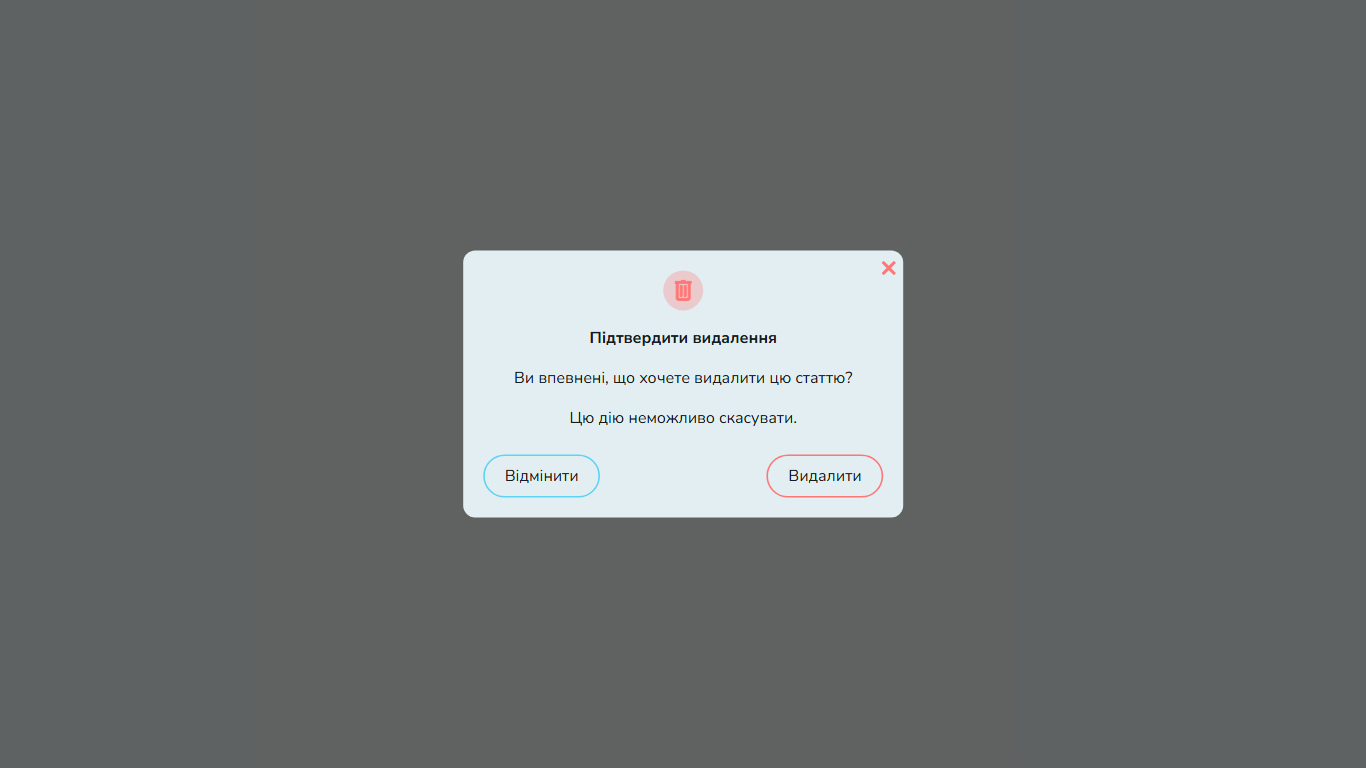 Підтвердити видалення
Ви впевнені, що хочете видалити цю статтю?
Цю дію неможливо скасувати.
Відмінити
Видалити